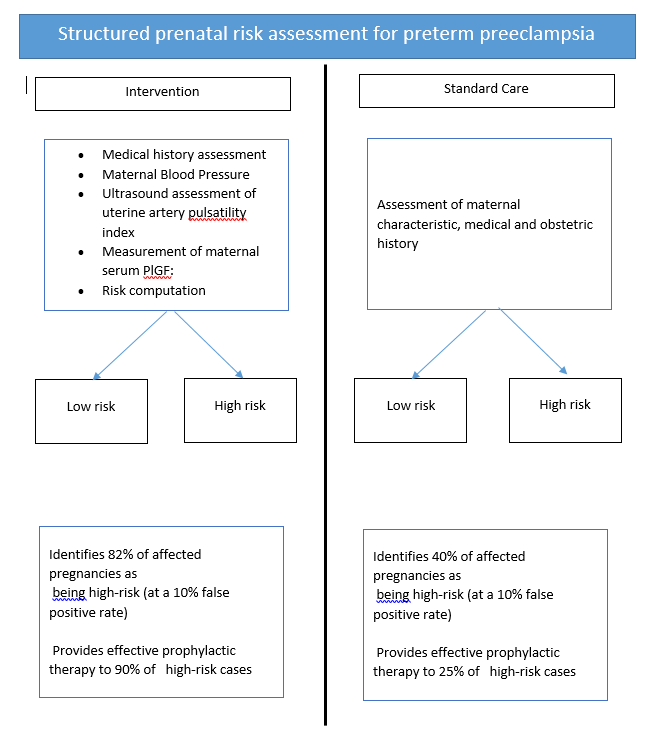 Structured prenatal risk assessment for preterm preeclampsia
Intervention
Medical history assessment
Maternal Blood Pressure
Ultrasound assessment of
uterine artery pulsatility
index
Measurement of maternal
serum PlGF:
Risk computation
Low risk
High risk
Identifies 82% of affected
pregnancies as
being high-risk (at a 10% false
positive rate)
Provides effective prophylactic
therapy to 90% of high-risk cases
Standard Care
Assessment of maternal
characteristic, medical and obstetric
history
Low risk
High risk
Identifies 40% of affected
pregnancies as
being high-risk (at a 10% false
positive rate)
Provides effective prophylactic
therapy to 25% of high-risk cases